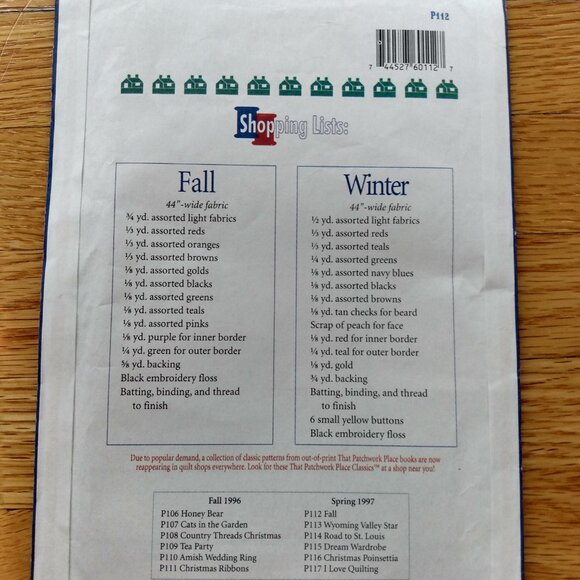 P112
7 44527 60112 7
Shopping Lists:
Fall
44"-wide fabric
¾ yd. assorted light fabrics
⅓ yd. assorted reds
⅓ yd. assorted oranges
⅓ yd. assorted browns
⅛ yd. assorted golds
⅛ yd. assorted blacks
⅛ yd. assorted greens
⅛ yd. assorted teals
⅛ yd. assorted pinks
⅛ yd. purple for inner border
¼ yd. green for outer border
⅝ yd. backing
Black embroidery floss
Batting, binding, and thread
to finish
Winter
44"-wide fabric
½ yd. assorted light fabrics
⅓ yd. assorted reds
⅓ yd. assorted teals
¼ yd. assorted greens
⅛ yd. assorted navy blues
⅛ yd. assorted blacks
⅛ yd. assorted browns
⅛ yd. tan checks for beard
Scrap of peach for face
⅛ yd. red for inner border
¼ yd. teal for outer border
⅛ yd. gold
¾ yd. backing
Batting, binding, and thread
to finish
6 small yellow buttons
Black embroidery floss
Due to popular demand, a collection of classic patterns from out-of-print That Patchwork Place books are now
reappearing in quilt shops everywhere. Look for these That Patchwork Place Classics™ at a shop near you!
Fall 1996
P106 Honey Bear
P107 Cats in the Garden
P108 Country Threads Christmas
P109 Tea Party
P110 Amish Wedding Ring
P111 Christmas Ribbons
Spring 1997
P112 Fall
P113 Wyoming Valley Star
P114 Road to St. Louis
P115 Dream Wardrobe
P116 Christmas Poinsettia
P117 I Love Quilting